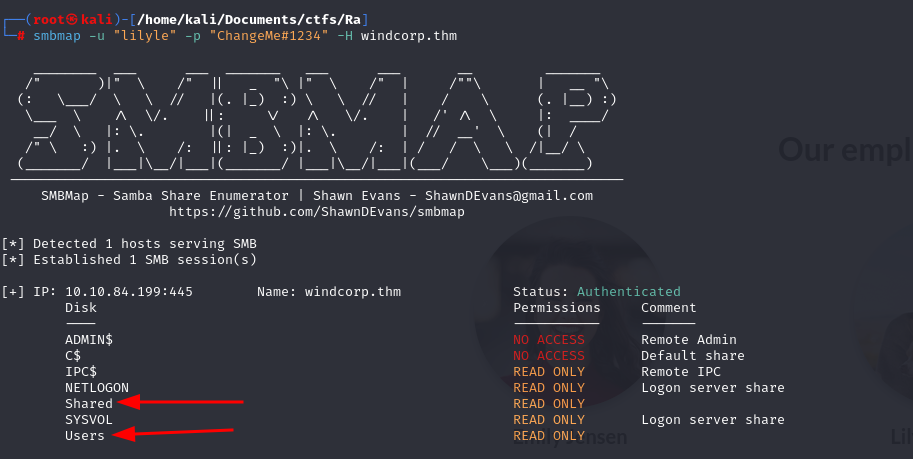 ┌──(root㉿kali)-[/home/kali/Documents/ctfs/Ra]
└─# smbmap -u "lilyle" -p "ChangeMe#1234" -H windcorp.thm
SMBMAP
SMBMap - Samba Share Enumerator | Shawn Evans - ShawnDEvans@gmail.com
https://github.com/ShawnDEvans/smbmap
[*] Detected 1 hosts serving SMB
[*] Established 1 SMB session(s)
[+] IP: 10.10.84.199:445 Name: windcorp.thm Status: Authenticated
Disk Permissions Comment
---- ----------- -------
ADMIN$ NO ACCESS Remote Admin
C$ NO ACCESS Default share
IPC$ READ ONLY Remote IPC
NETLOGON READ ONLY Logon server share
Shared READ ONLY
SYSVOL READ ONLY Logon server share
Users READ ONLY
Our empl